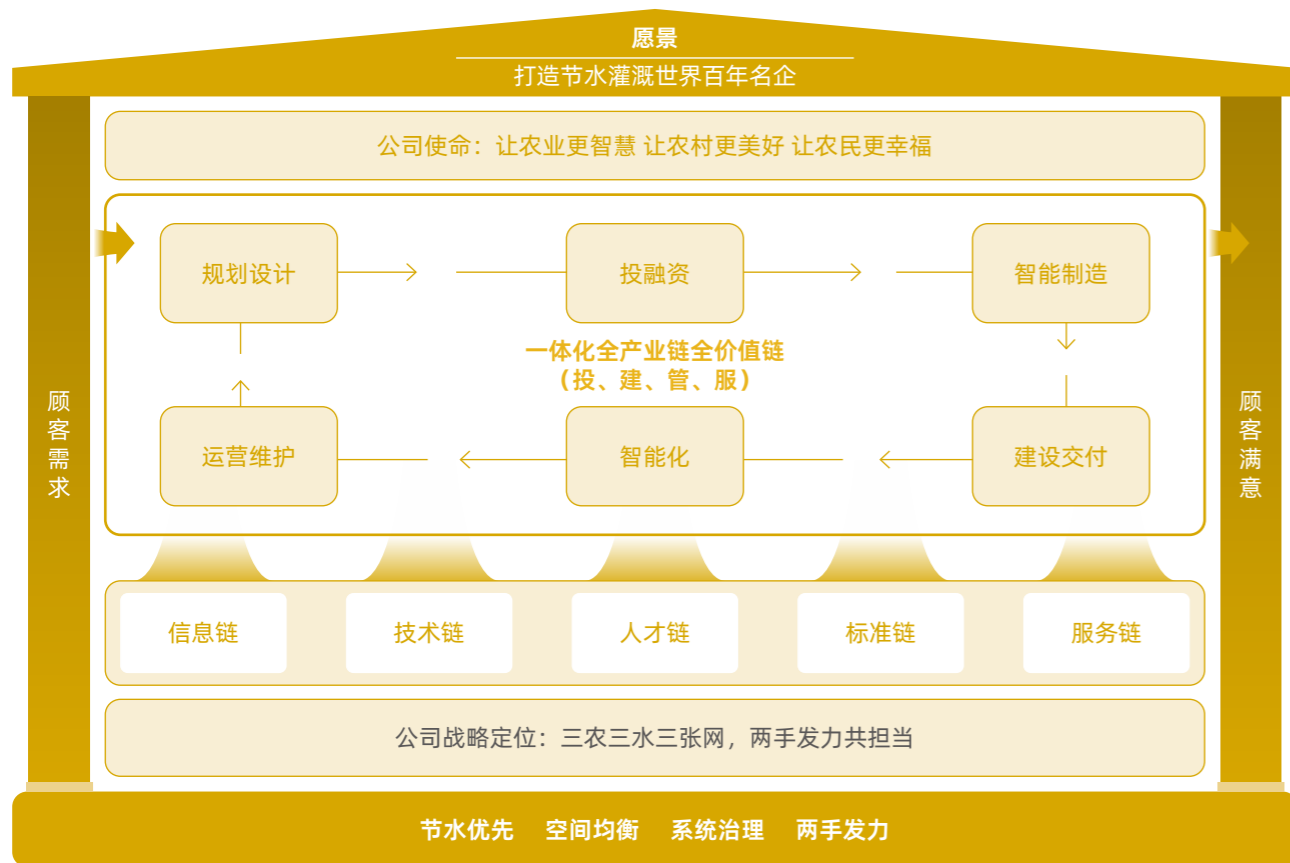 愿景
打造节水灌溉世界百年名企
公司使命：让农业更智慧 让农村更美好 让农民更幸福
规划设计
投融资
智能制造
一体化全产业链全价值链
（投、建、管、服）
运营维护
智能化
建设交付
顾客需求
顾客满意
信息链
技术链
人才链
标准链
服务链
公司战略定位：三农三水三张网，两手发力共担当
节水优先 空间均衡 系统治理 两手发力